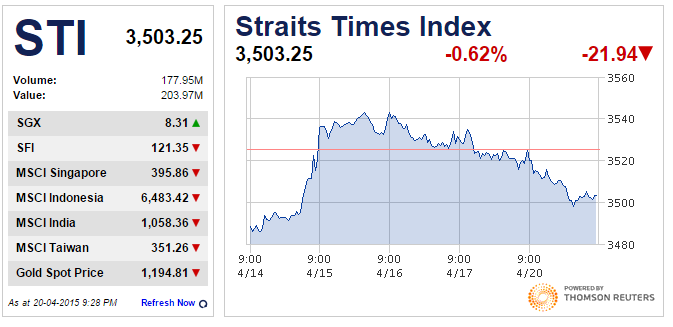 STI 3,503.25
Volume: 177.95M
Value: 203.97M
SGX 8.31 ▲
SFI 121.35 ▼
MSCI Singapore 395.86 ▼
MSCI Indonesia 6,483.42 ▼
MSCI India 1,058.36 ▼
MSCI Taiwan 351.26 ▼
Gold Spot Price 1,194.81 ▼
As at 20-04-2015 9:28 PM Refresh Now
Straits Times Index
3,503.25 -0.62% -21.94▼
3560
3540
3520
3500
3480
9:00 9:00 9:00 9:00 9:00
4/14 4/15 4/16 4/17 4/20
POWERED BY
THOMSON REUTERS